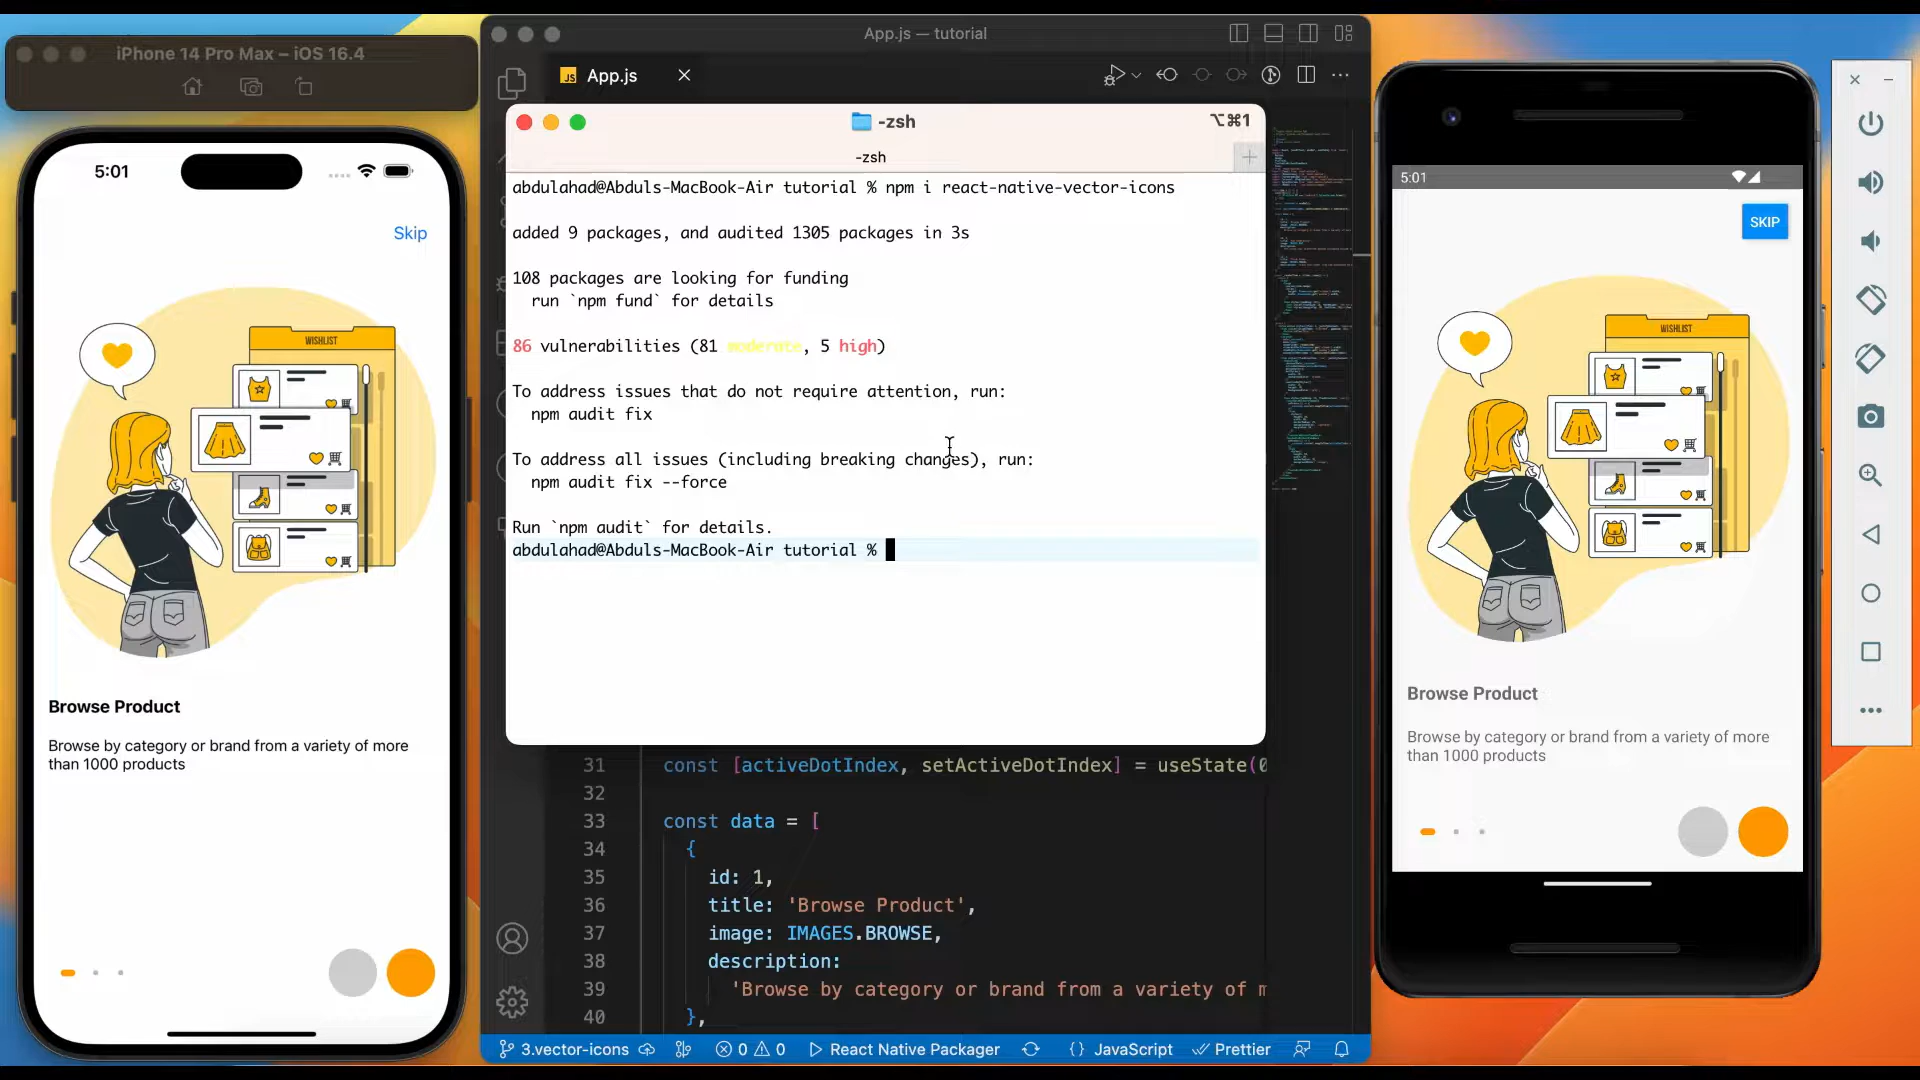 iPhone 14 Pro Max – iOS 16.4
5:01
Skip
WISHLIST
Browse Product
Browse by category or brand from a variety of more
than 1000 products
App.js — tutorial
JS App.js
-zsh
⌥⌘1
-zsh
abdulahad@Abduls-MacBook-Air tutorial % npm i react-native-vector-icons
added 9 packages, and audited 1305 packages in 3s
108 packages are looking for funding
run `npm fund` for details
86 vulnerabilities (81 moderate, 5 high)
To address issues that do not require attention, run:
npm audit fix
To address all issues (including breaking changes), run:
npm audit fix --force
Run `npm audit` for details.
abdulahad@Abduls-MacBook-Air tutorial %
31 const [activeDotIndex, setActiveDotIndex] = useState(0
32
33 const data = [
34 {
35 id: 1,
36 title: 'Browse Product',
37 image: IMAGES.BROWSE,
38 description:
39 'Browse by category or brand from a variety of m
40 },
3.vector-icons 0 0 React Native Packager {} JavaScript Prettier
5:01
SKIP
WISHLIST
Browse Product
Browse by category or brand from a variety of more
than 1000 products